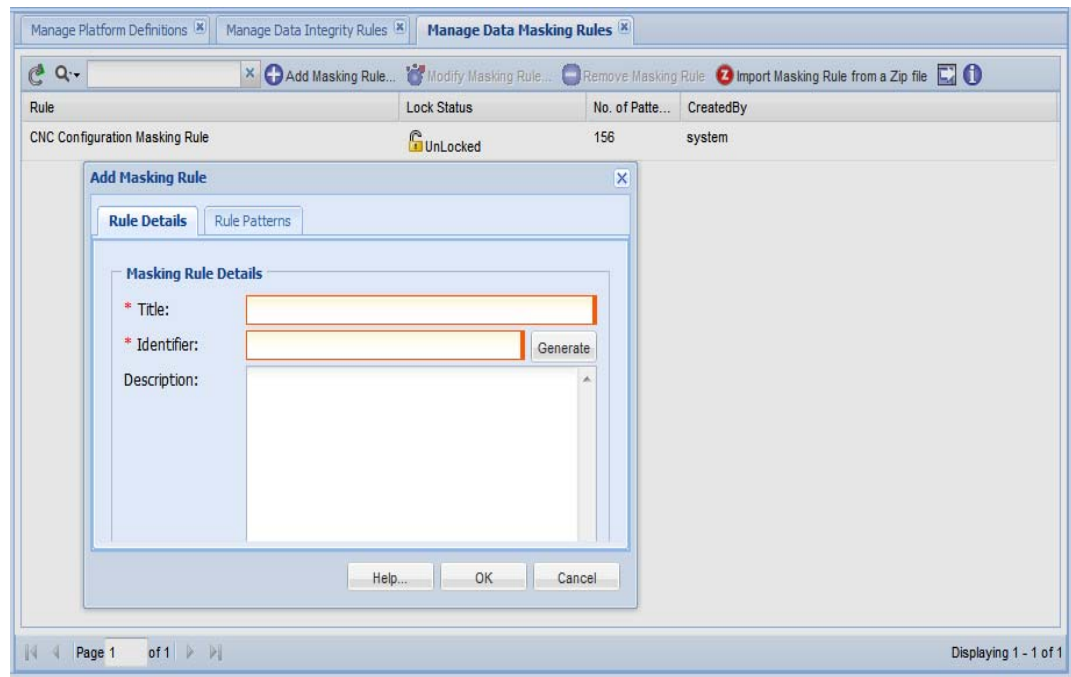 Manage Platform Definitions Manage Data Integrity Rules Manage Data Masking Rules
Add Masking Rule... Modify Masking Rule... Remove Masking Rule Import Masking Rule from a Zip file
Rule Lock Status No. of Patte... CreatedBy
CNC Configuration Masking Rule UnLocked 156 system
Add Masking Rule
Rule Details Rule Patterns
Masking Rule Details
* Title:
* Identifier: Generate
Description:
Help... OK Cancel
Page 1 of 1 Displaying 1 - 1 of 1